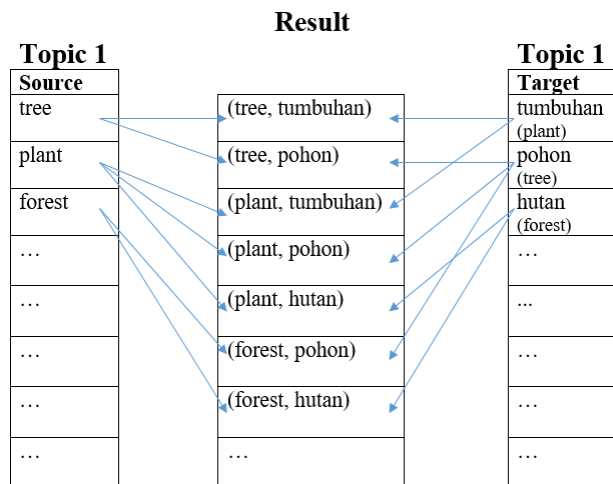 Result
Topic 1
Source
tree
plant
forest
…
…
…
…
…
(tree, tumbuhan)
(tree, pohon)
(plant, tumbuhan)
(plant, pohon)
(plant, hutan)
(forest, pohon)
(forest, hutan)
…
Topic 1
Target
tumbuhan
(plant)
pohon
(tree)
hutan
(forest)
…
...
…
…
…